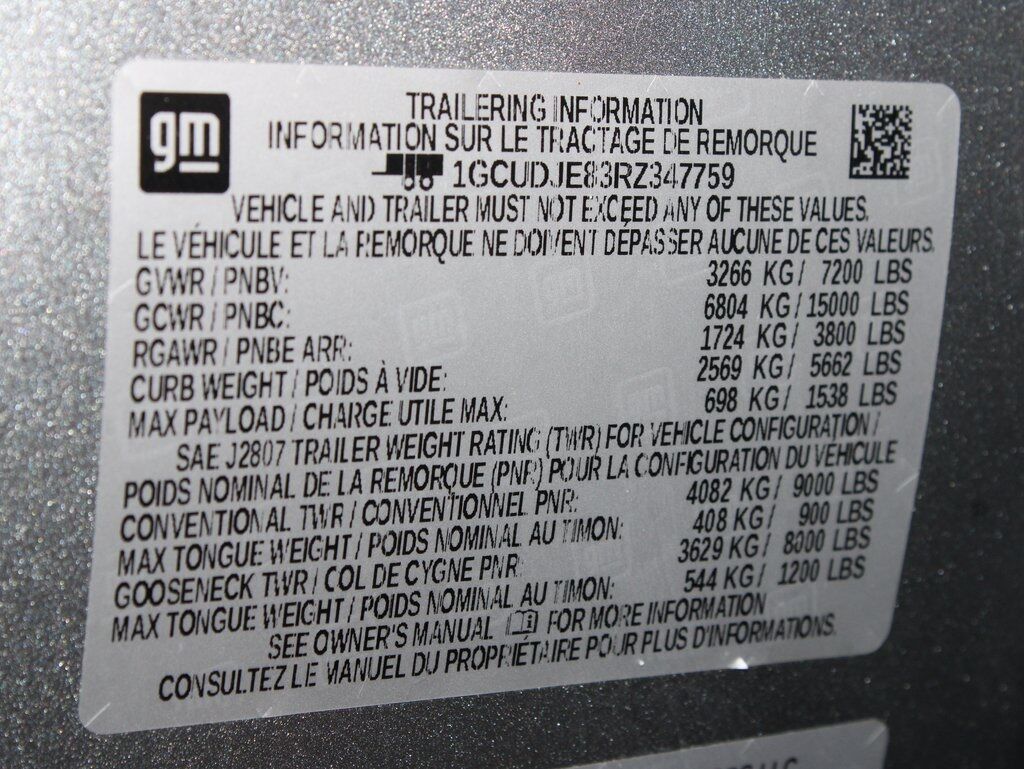 gm
TRAILERING INFORMATION
INFORMATION SUR LE TRACTAGE DE REMORQUE
1GCUDJE83RZ347759
VEHICLE AND TRAILER MUST NOT EXCEED ANY OF THESE VALUES.
LE VÉHICULE ET LA REMORQUE NE DOIVENT DÉPASSER AUCUNE DE CES VALEURS.
GVWR / PNBV: 3266 KG / 7200 LBS
GCWR / PNBC: 6804 KG / 15000 LBS
RGAWR / PNBE ARR: 1724 KG / 3800 LBS
CURB WEIGHT / POIDS À VIDE: 2569 KG / 5662 LBS
MAX PAYLOAD / CHARGE UTILE MAX: 698 KG / 1538 LBS
SAE J2807 TRAILER WEIGHT RATING (TWR) FOR VEHICLE CONFIGURATION /
POIDS NOMINAL DE LA REMORQUE (PNR) POUR LA CONFIGURATION DU VÉHICULE
CONVENTIONAL TWR / CONVENTIONNEL PNR: 4082 KG / 9000 LBS
MAX TONGUE WEIGHT / POIDS NOMINAL AU TIMON: 408 KG / 900 LBS
GOOSENECK TWR / COL DE CYGNE PNR: 3629 KG / 8000 LBS
MAX TONGUE WEIGHT / POIDS NOMINAL AU TIMON: 544 KG / 1200 LBS
SEE OWNER'S MANUAL FOR MORE INFORMATION
CONSULTEZ LE MANUEL DU PROPRIÉTAIRE POUR PLUS D'INFORMATIONS.